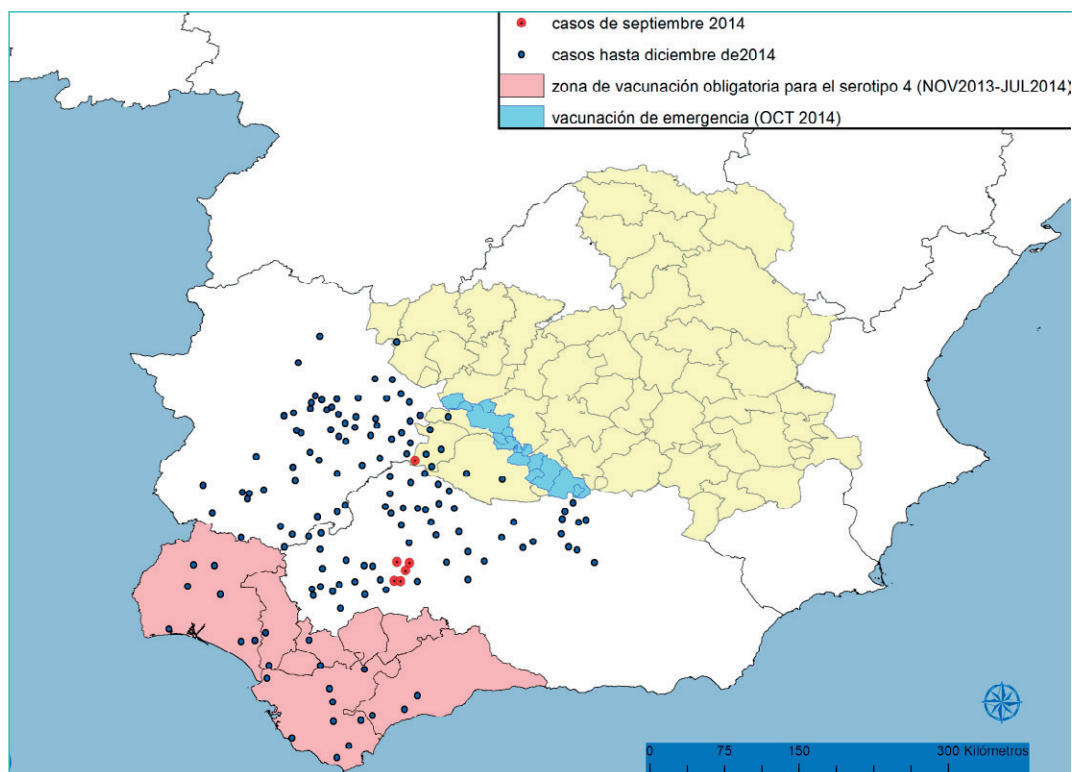 casos de septiembre 2014
casos hasta diciembre de2014
zona de vacunación obligatoria para el serotipo 4 (NOV2013-JUL2014)
vacunación de emergencia (OCT 2014)
0 75 150 300 Kilómetros